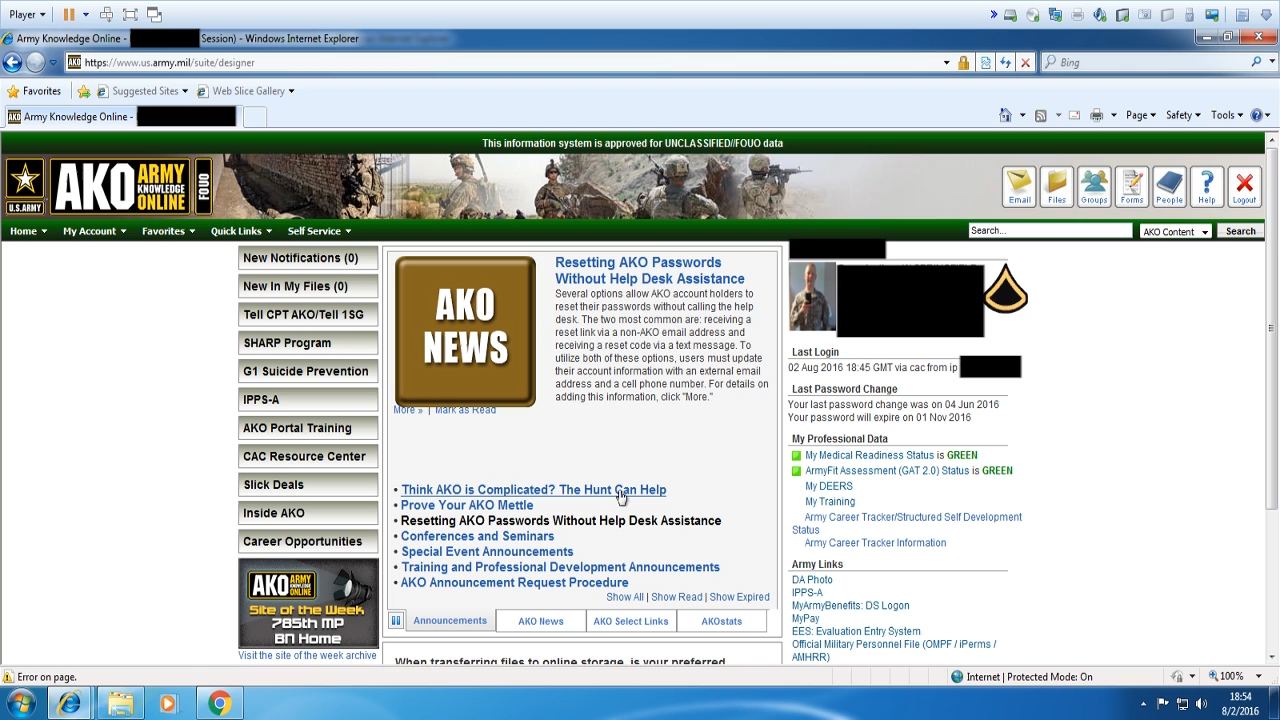 Player
Army Knowledge Online -
Session) - Windows Internet Explorer
https://www.us.army.mil/suite/designer
Bing
Favorites
Suggested Sites
Web Slice Gallery
Army Knowledge Online -
Page
Safety
Tools
This information system is approved for UNCLASSIFIED//FOUO data
U.S.ARMY
AKO ARMY KNOWLEDGE ONLINE
FOUO
Email
Files
Groups
Forms
People
Help
Logout
Home
My Account
Favorites
Quick Links
Self Service
Search...
AKO Content
Search
New Notifications (0)
New In My Files (0)
Tell CPT AKO/Tell 1SG
SHARP Program
G1 Suicide Prevention
IPPS-A
AKO Portal Training
CAC Resource Center
Slick Deals
Inside AKO
Career Opportunities
AKO ARMY KNOWLEDGE ONLINE
Site of the Week
785th MP
BN Home
Visit the site of the week archive
AKO
NEWS
Resetting AKO Passwords
Without Help Desk Assistance
Several options allow AKO account holders to
reset their passwords without calling the help
desk. The two most common are: receiving a
reset link via a non-AKO email address and
receiving a reset code via a text message. To
utilize both of these options, users must update
their account information with an external email
address and a cell phone number. For details on
adding this information, click "More."
More » | Mark as Read
• Think AKO is Complicated? The Hunt Can Help
• Prove Your AKO Mettle
• Resetting AKO Passwords Without Help Desk Assistance
• Conferences and Seminars
• Special Event Announcements
• Training and Professional Development Announcements
• AKO Announcement Request Procedure
Show All | Show Read | Show Expired
Announcements
AKO News
AKO Select Links
AKOstats
When transferring files to online storage, is your preferred
Last Login
02 Aug 2016 18:45 GMT via cac from ip
Last Password Change
Your last password change was on 04 Jun 2016
Your password will expire on 01 Nov 2016
My Professional Data
My Medical Readiness Status is GREEN
ArmyFit Assessment (GAT 2.0) Status is GREEN
My DEERS
My Training
Army Career Tracker/Structured Self Development
Status
Army Career Tracker Information
Army Links
DA Photo
IPPS-A
MyArmyBenefits: DS Logon
MyPay
EES: Evaluation Entry System
Official Military Personnel File (OMPF / iPerms /
AMHRR)
Error on page.
Internet | Protected Mode: On
100%
18:54
8/2/2016